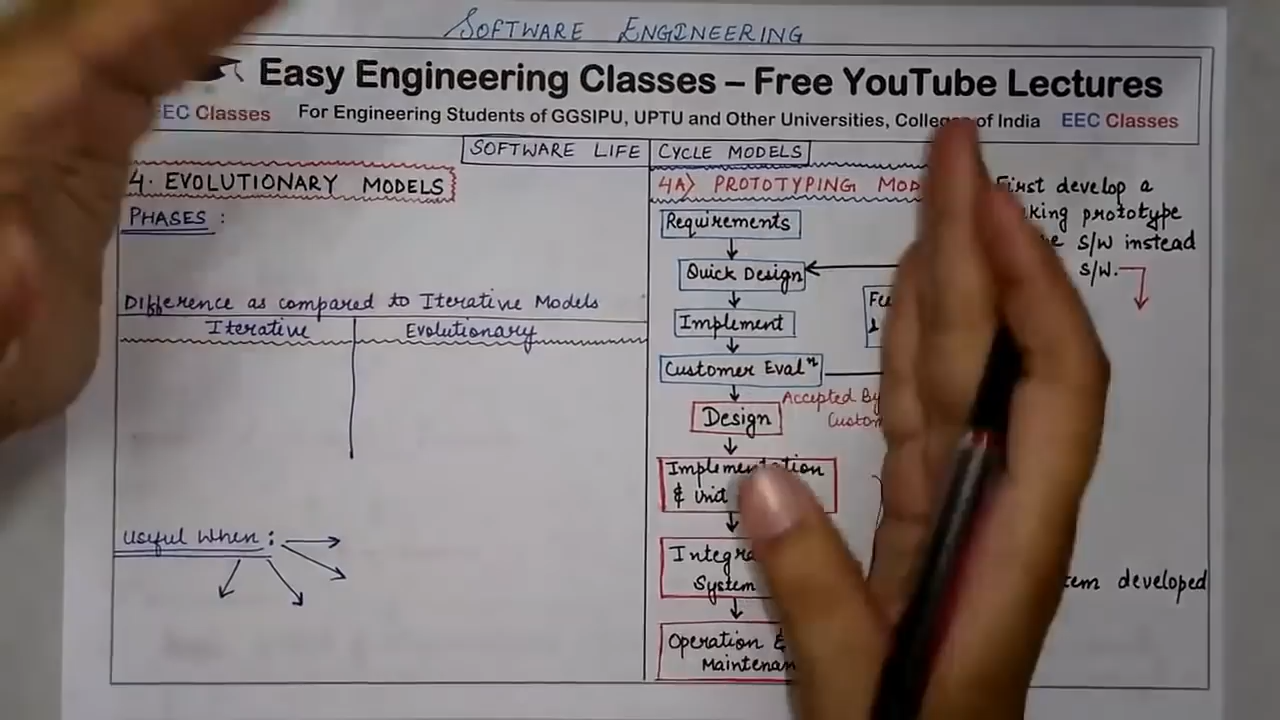 SOFTWARE ENGINEERING
Easy Engineering Classes – Free YouTube Lectures
EEC Classes For Engineering Students of GGSIPU, UPTU and Other Universities, Colleges of India EEC Classes
SOFTWARE LIFE CYCLE MODELS
4. EVOLUTIONARY MODELS
PHASES :
Difference as compared to Iterative Models
Iterative Evolutionary
Useful When :
4A> PROTOTYPING
Requirements
Quick Design
Implement
Customer Evalⁿ
Accepted By
Design
Implementation
&
Integra
System
Operation &
Maintenan
First develop a
prototype
S/W instead
S/W.
developed